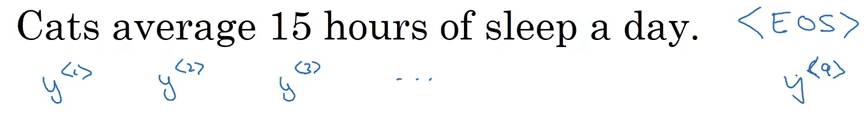 Cats average 15 hours of sleep a day. <EOS>
y<1> y<2> y<3> ... y<9>